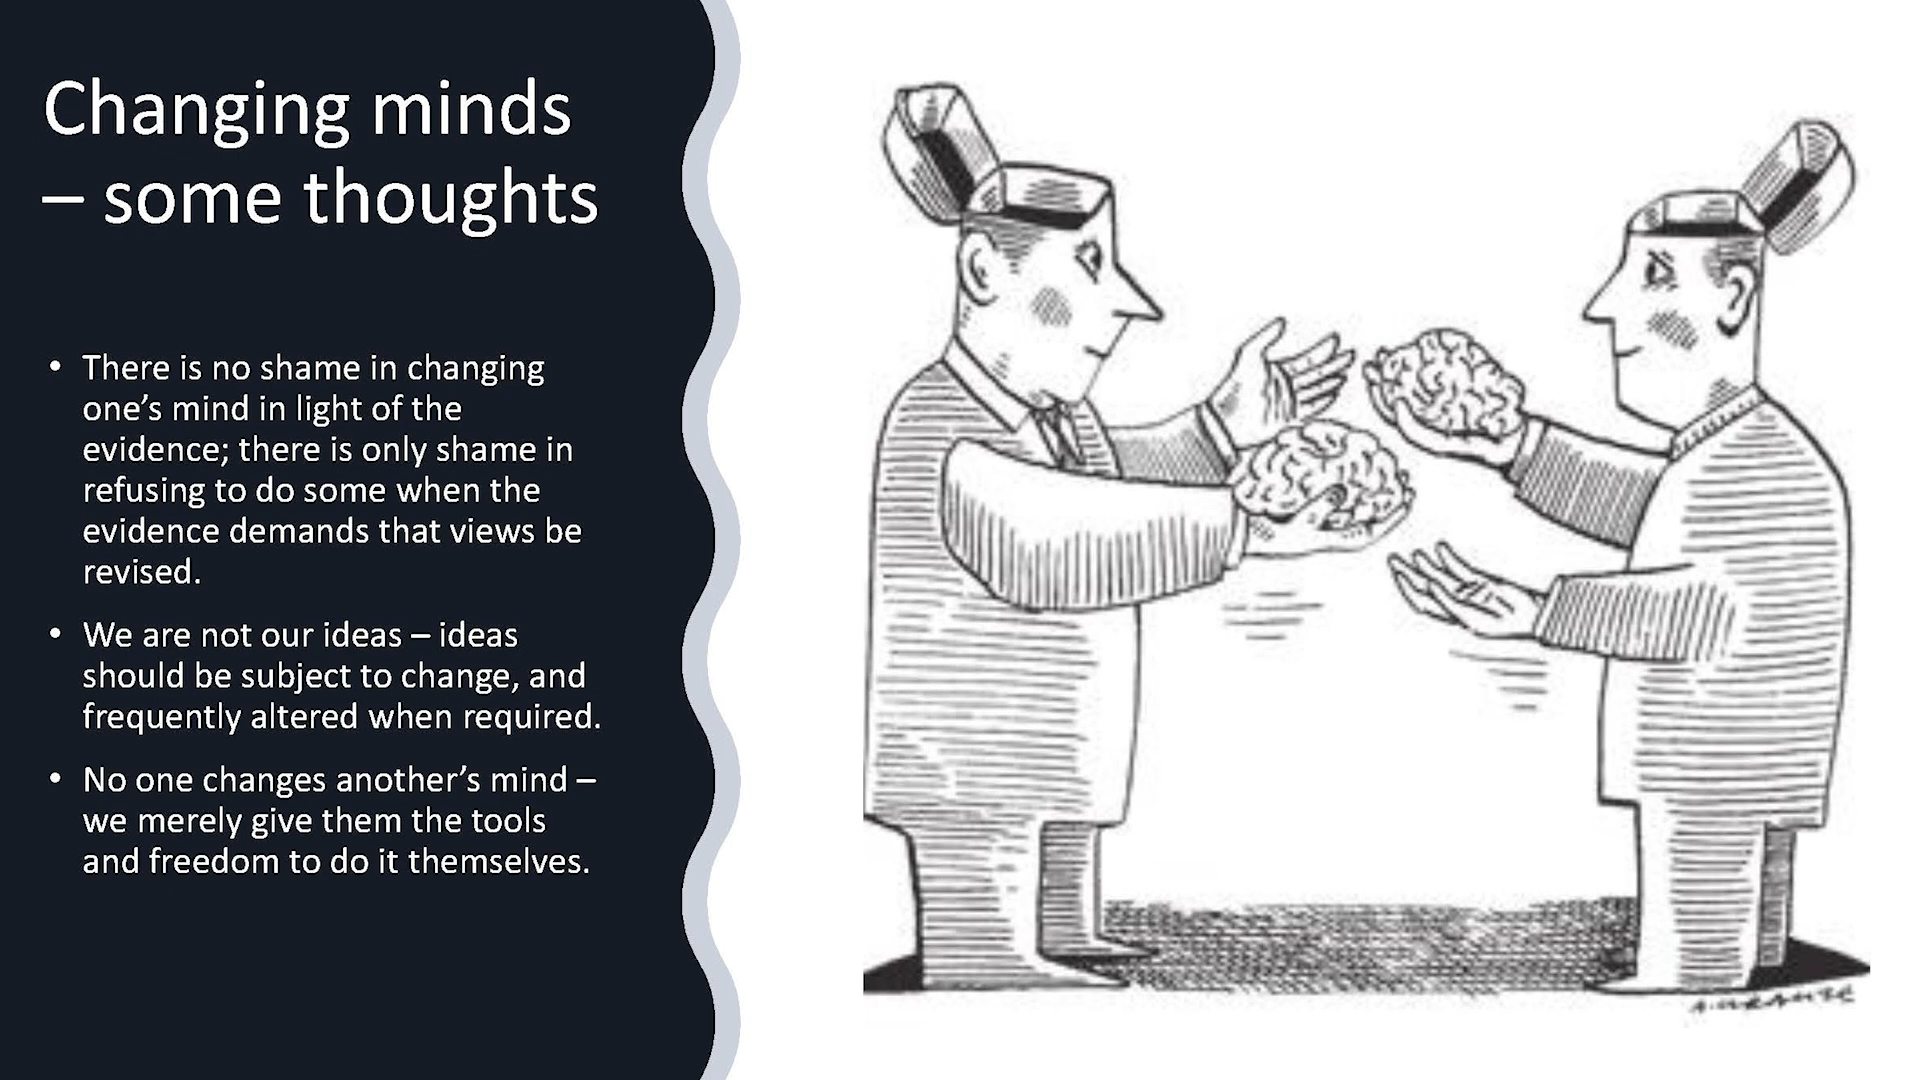 Changing minds
– some thoughts
• There is no shame in changing
one’s mind in light of the
evidence; there is only shame in
refusing to do some when the
evidence demands that views be
revised.
• We are not our ideas – ideas
should be subject to change, and
frequently altered when required.
• No one changes another’s mind –
we merely give them the tools
and freedom to do it themselves.